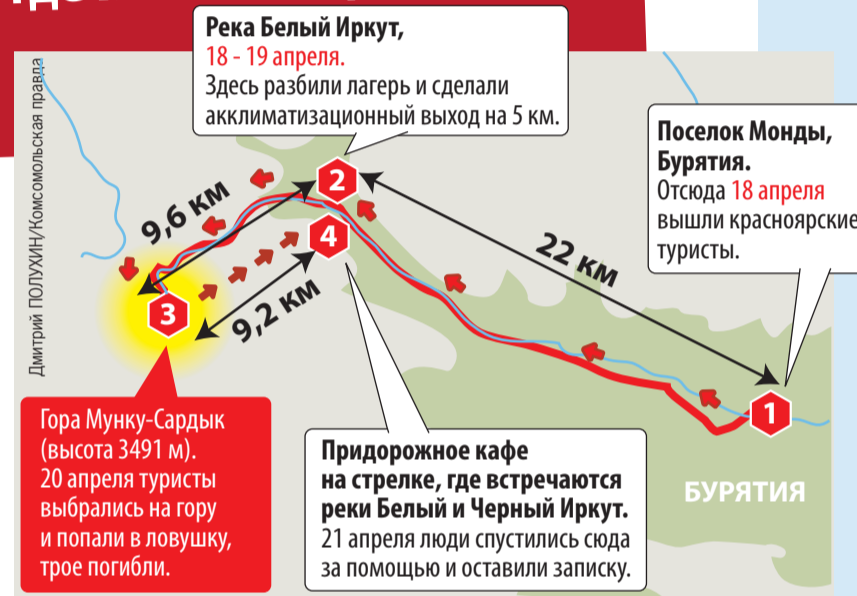 Река Белый Иркут,
18 - 19 апреля.
Здесь разбили лагерь и сделали
акклиматизационный выход на 5 км.
Поселок Монды,
Бурятия.
Отсюда 18 апреля
вышли красноярские
туристы.
Дмитрий ПОЛУХИН/Комсомольская правда
9,6 км
2
4
22 км
3
9,2 км
1
Гора Мунку-Сардык
(высота 3491 м).
20 апреля туристы
выбрались на гору
и попали в ловушку,
трое погибли.
Придорожное кафе
на стрелке, где встречаются
реки Белый и Черный Иркут.
21 апреля люди спустились сюда
за помощью и оставили записку.
БУРЯТИЯ